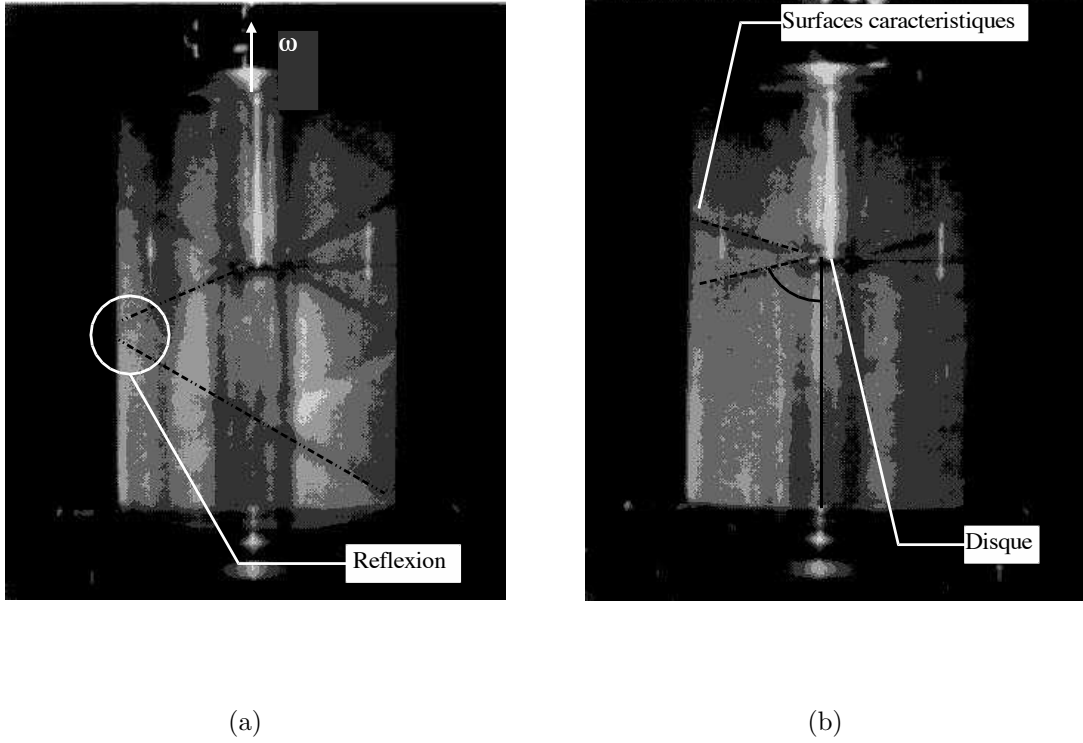 ω
Surfaces caracteristiques
Reflexion
Disque
(a)
(b)